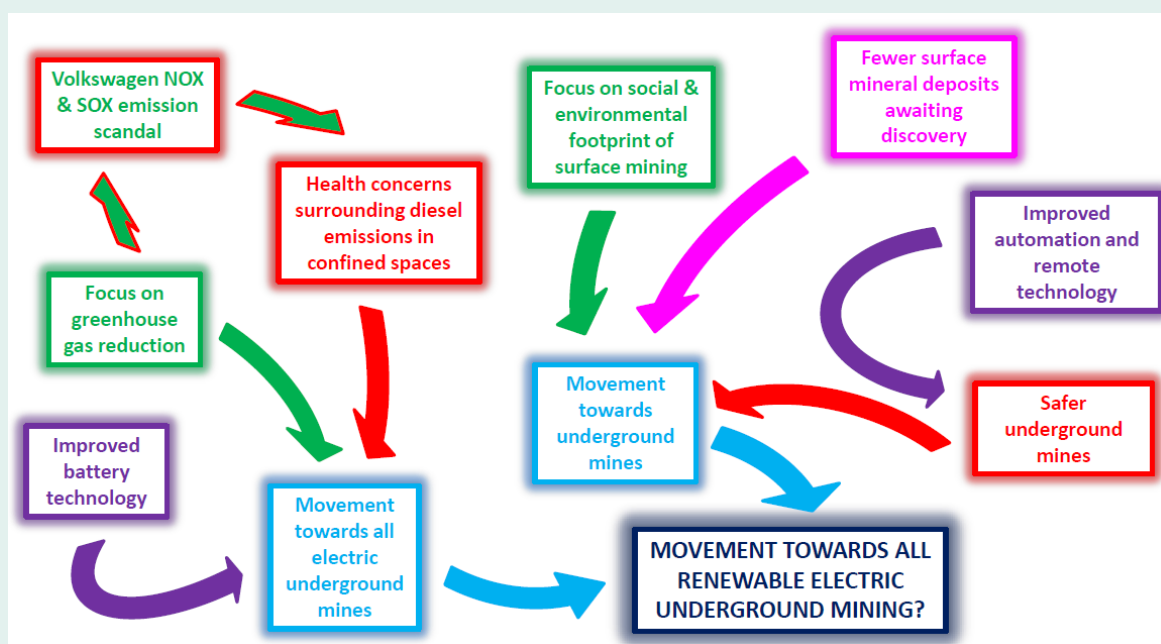 Volkswagen NOX
& SOX emission
scandal
Health concerns
surrounding diesel
emissions in
confined spaces
Focus on
greenhouse
gas reduction
Improved
battery
technology
Movement
towards all
electric
underground
mines
Focus on social &
environmental
footprint of
surface mining
Fewer surface
mineral deposits
awaiting
discovery
Improved
automation and
remote
technology
Safer
underground
mines
Movement
towards
underground
mines
MOVEMENT TOWARDS ALL
RENEWABLE ELECTRIC
UNDERGROUND MINING?